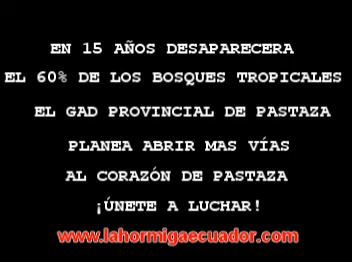 EN 15 AÑOS DESAPARECERA
EL 60% DE LOS BOSQUES TROPICALES
EL GAD PROVINCIAL DE PASTAZA
PLANEA ABRIR MAS VÍAS
AL CORAZÓN DE PASTAZA
¡ÚNETE A LUCHAR!
www.lahormigaecuador.com